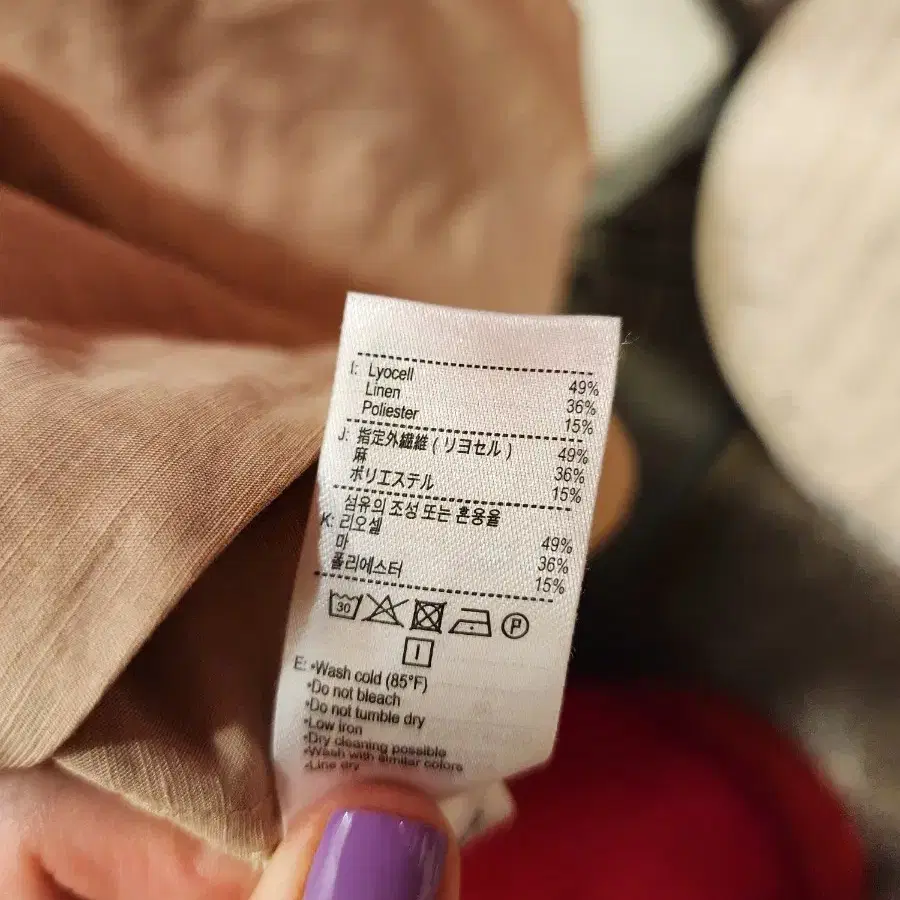 I: Lyocell 49%
Linen 36%
Poliester 15%
J: 指定外繊維 ( リヨセル ) 49%
麻 36%
ポリエステル 15%
섬유의 조성 또는 혼용율
K: 리오셀 49%
마 36%
폴리에스터 15%
30
P
E: •Wash cold (85°F)
•Do not bleach
•Do not tumble dry
•Low iron
•Dry cleaning possible
•Wash with similar colors
•Line dry